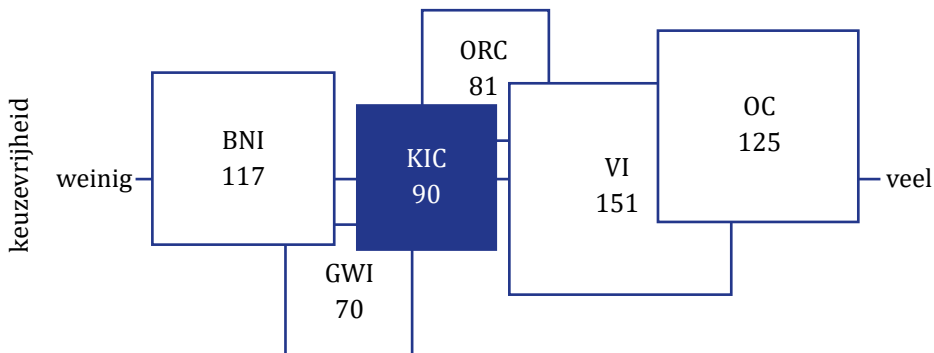 keuzevrijheid
weinig
BNI
117
GWI
70
KIC
90
ORC
81
VI
151
OC
125
veel